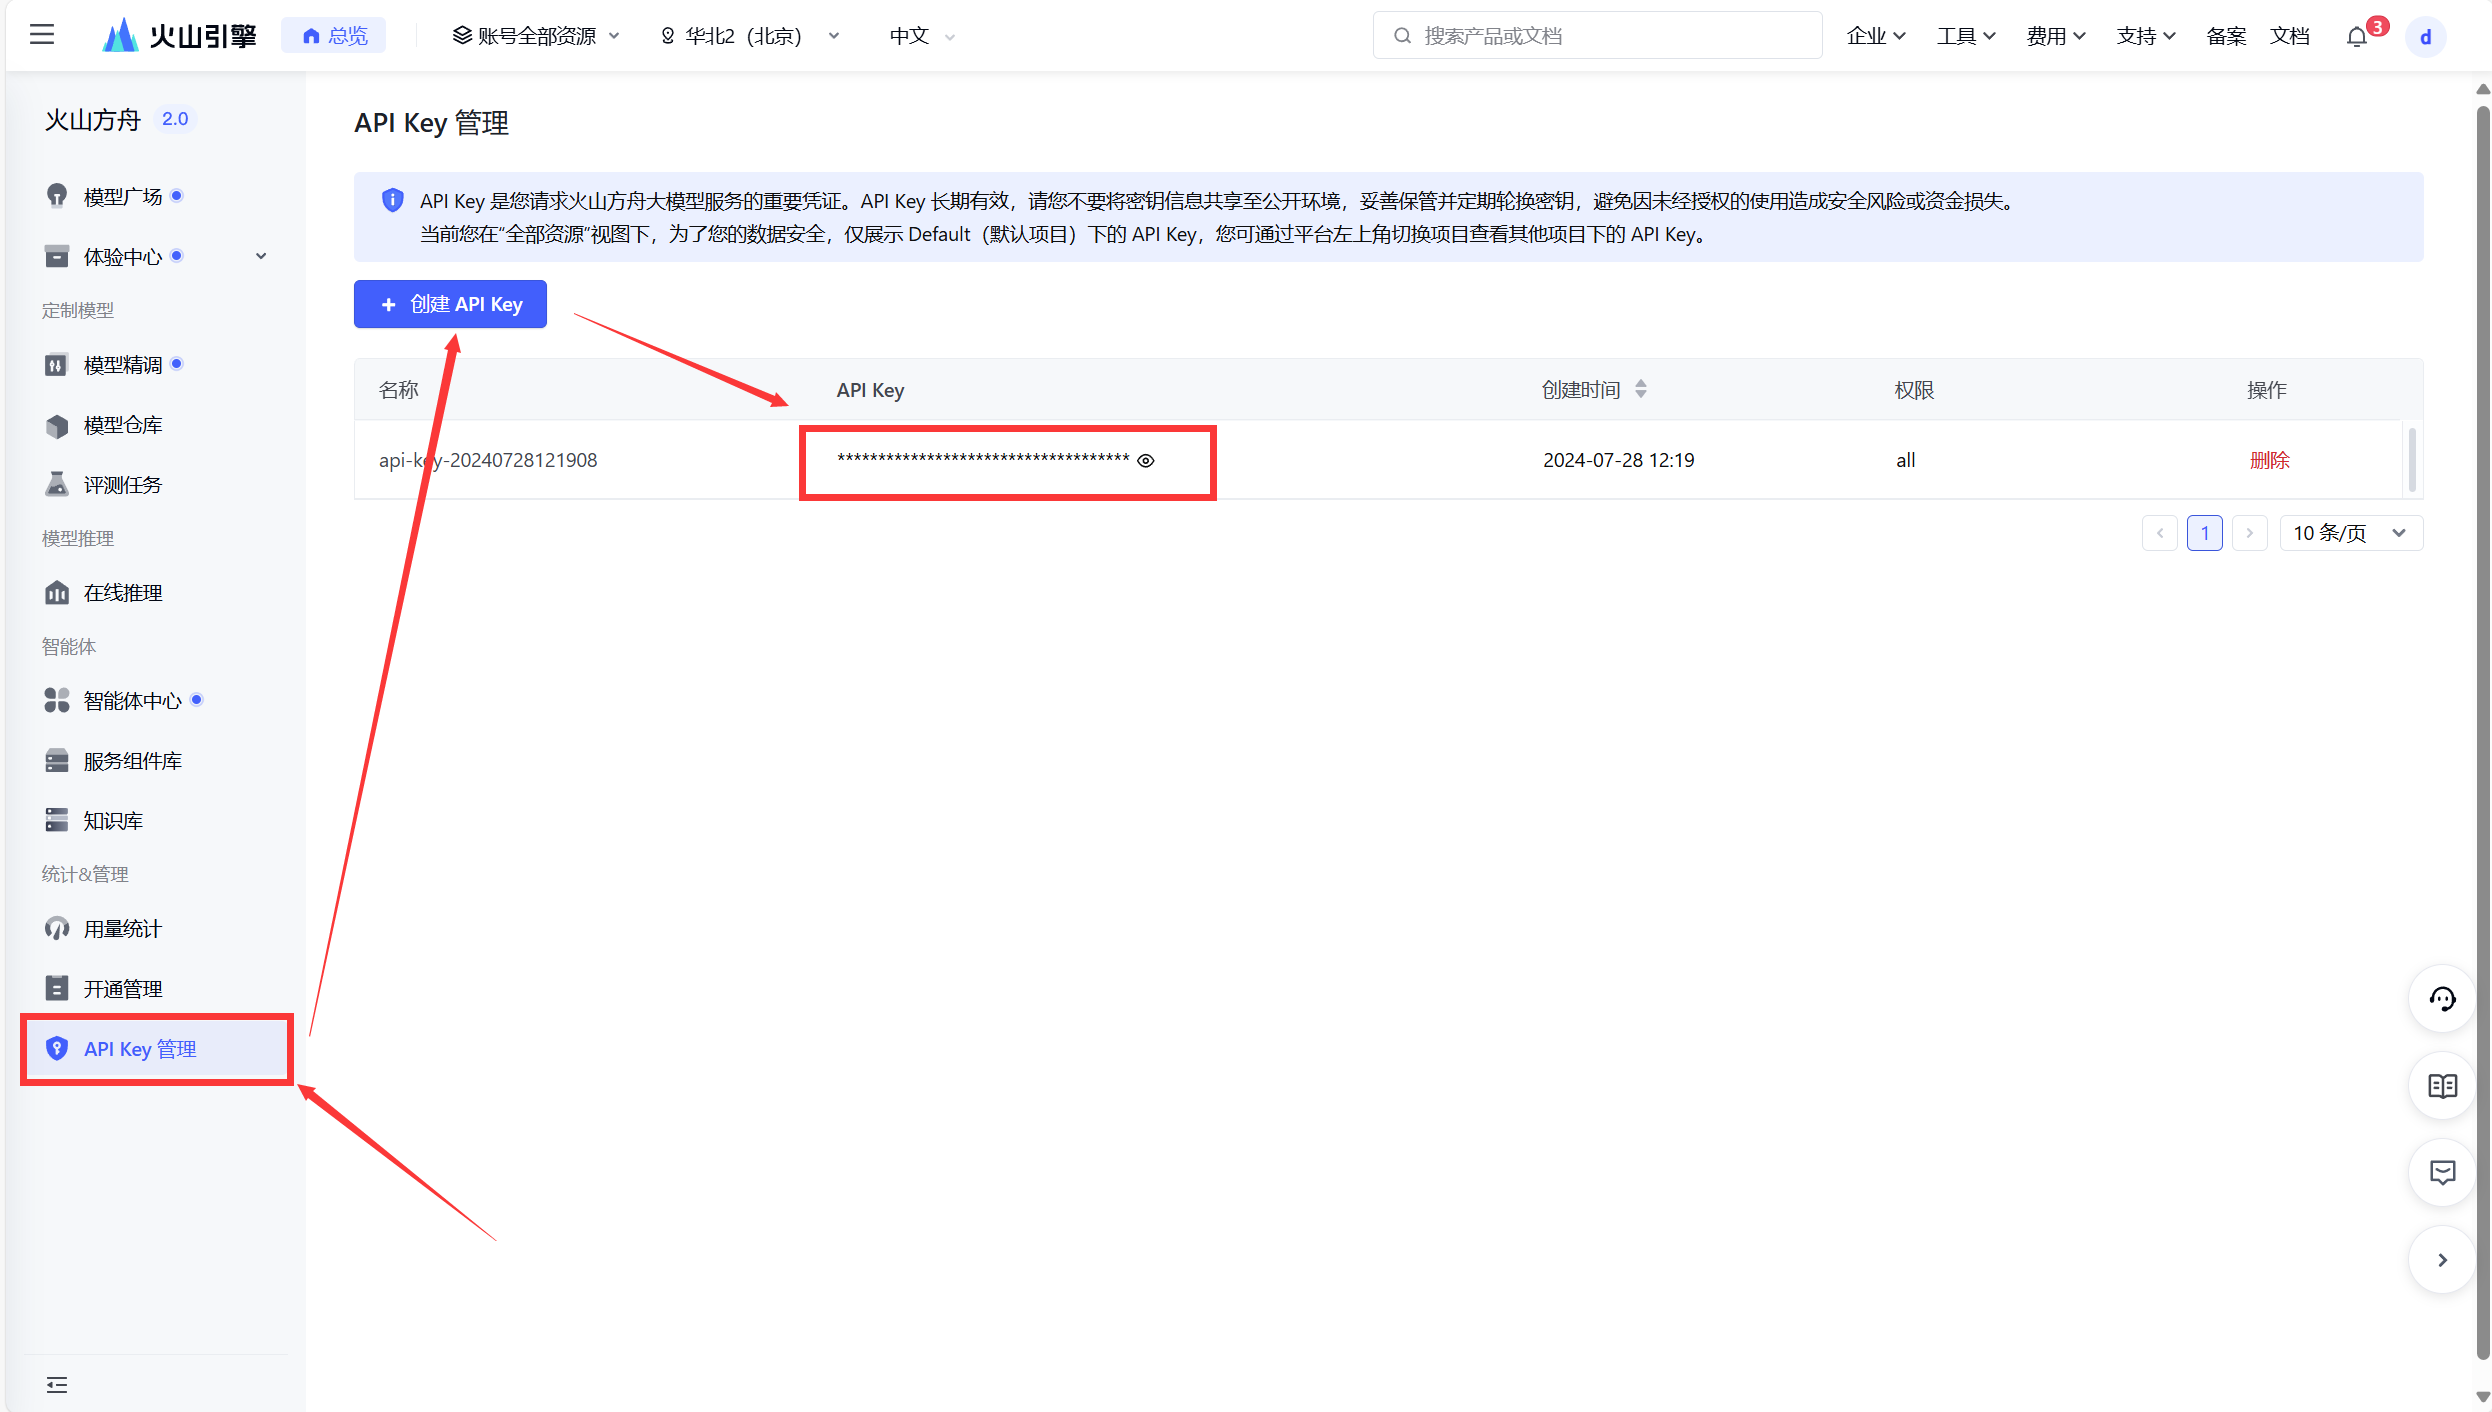 火山引擎
总览
账号全部资源
华北2（北京）
中文
搜索产品或文档
企业
工具
费用
支持
备案
文档
3
d
火山方舟 2.0
模型广场
体验中心
定制模型
模型精调
模型仓库
评测任务
模型推理
在线推理
智能体
智能体中心
服务组件库
知识库
统计&管理
用量统计
开通管理
API Key 管理
API Key 管理
API Key 是您请求火山方舟大模型服务的重要凭证。API Key 长期有效，请您不要将密钥信息共享至公开环境，妥善保管并定期轮换密钥，避免因未经授权的使用造成安全风险或资金损失。
当前您在“全部资源”视图下，为了您的数据安全，仅展示 Default（默认项目）下的 API Key，您可通过平台左上角切换项目查看其他项目下的 API Key。
+ 创建 API Key
名称 API Key 创建时间 权限 操作
api-key-20240728121908 ************************************ 2024-07-28 12:19 all 删除
1 10 条/页